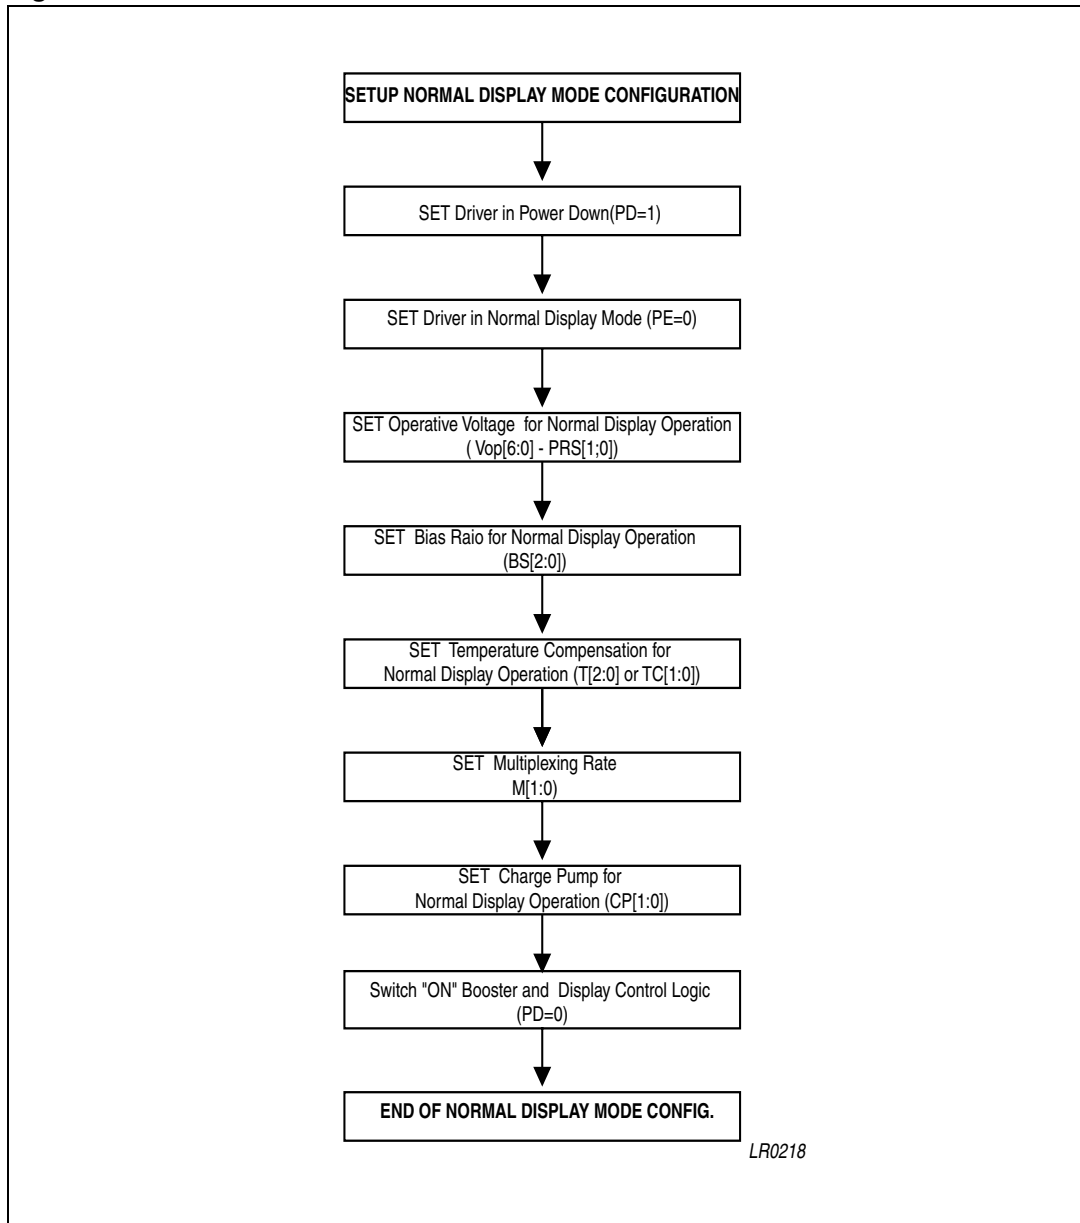 SETUP NORMAL DISPLAY MODE CONFIGURATION
SET Driver in Power Down(PD=1)
SET Driver in Normal Display Mode (PE=0)
SET Operative Voltage for Normal Display Operation
( Vop[6:0] - PRS[1;0])
SET Bias Raio for Normal Display Operation
(BS[2:0])
SET Temperature Compensation for
Normal Display Operation (T[2:0] or TC[1:0])
SET Multiplexing Rate
M[1:0)
SET Charge Pump for
Normal Display Operation (CP[1:0])
Switch "ON" Booster and Display Control Logic
(PD=0)
END OF NORMAL DISPLAY MODE CONFIG.
LR0218